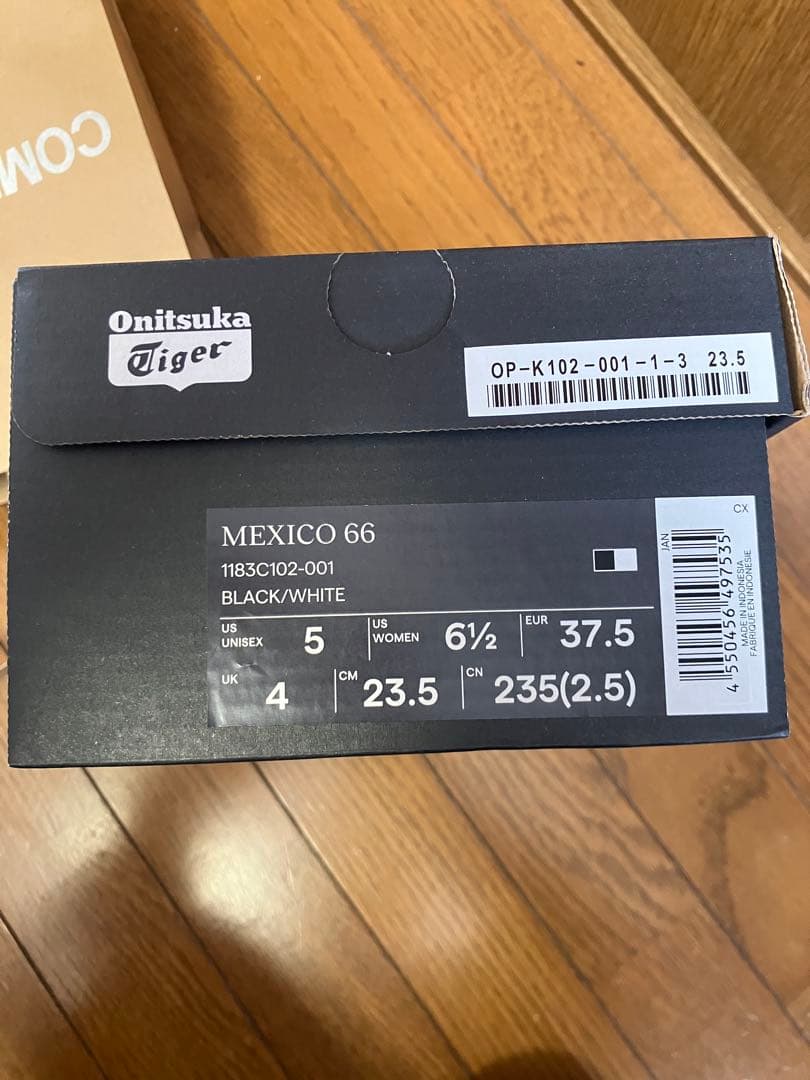 COM
Onitsuka
Tiger
OP-K102-001-1-3 23.5
MEXICO 66
1183C102-001
BLACK/WHITE
US UNISEX 5 US WOMEN 6½ EUR 37.5
UK 4 CM 23.5 CN 235(2.5)
CX
JAN
4 550456 497535
MADE IN INDONESIA
FABRIQUE EN INDONESIE